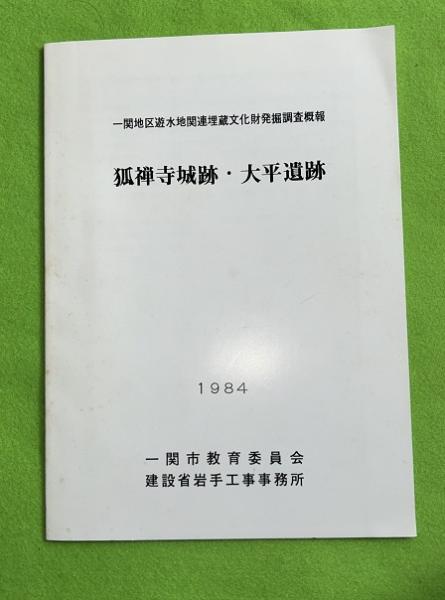 一関地区遊水地関連埋蔵文化財発掘調査概報
狐禅寺城跡・大平遺跡
1984
一関市教育委員会
建設省岩手工事事務所